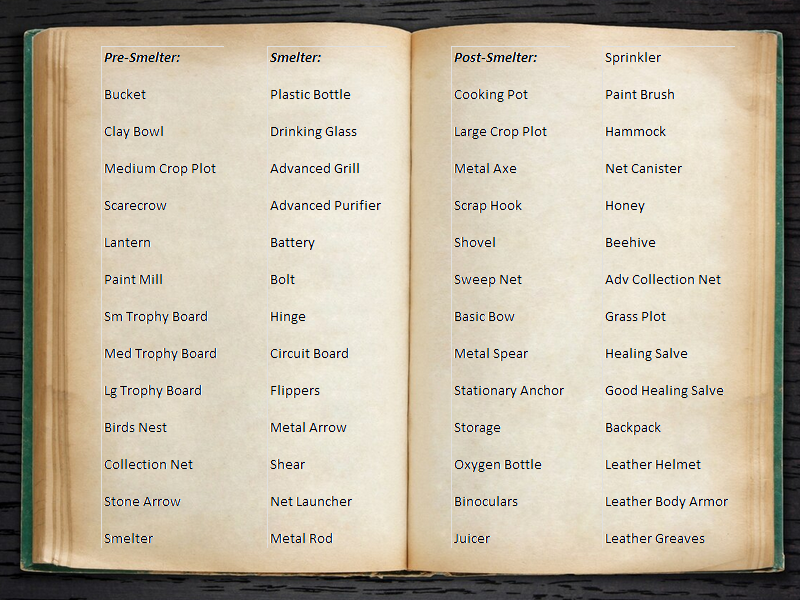 Pre-Smelter:
Bucket
Clay Bowl
Medium Crop Plot
Scarecrow
Lantern
Paint Mill
Sm Trophy Board
Med Trophy Board
Lg Trophy Board
Birds Nest
Collection Net
Stone Arrow
Smelter
Smelter:
Plastic Bottle
Drinking Glass
Advanced Grill
Advanced Purifier
Battery
Bolt
Hinge
Circuit Board
Flippers
Metal Arrow
Shear
Net Launcher
Metal Rod
Post-Smelter:
Cooking Pot
Large Crop Plot
Metal Axe
Scrap Hook
Shovel
Sweep Net
Basic Bow
Metal Spear
Stationary Anchor
Storage
Oxygen Bottle
Binoculars
Juicer
Sprinkler
Paint Brush
Hammock
Net Canister
Honey
Beehive
Adv Collection Net
Grass Plot
Healing Salve
Good Healing Salve
Backpack
Leather Helmet
Leather Body Armor
Leather Greaves